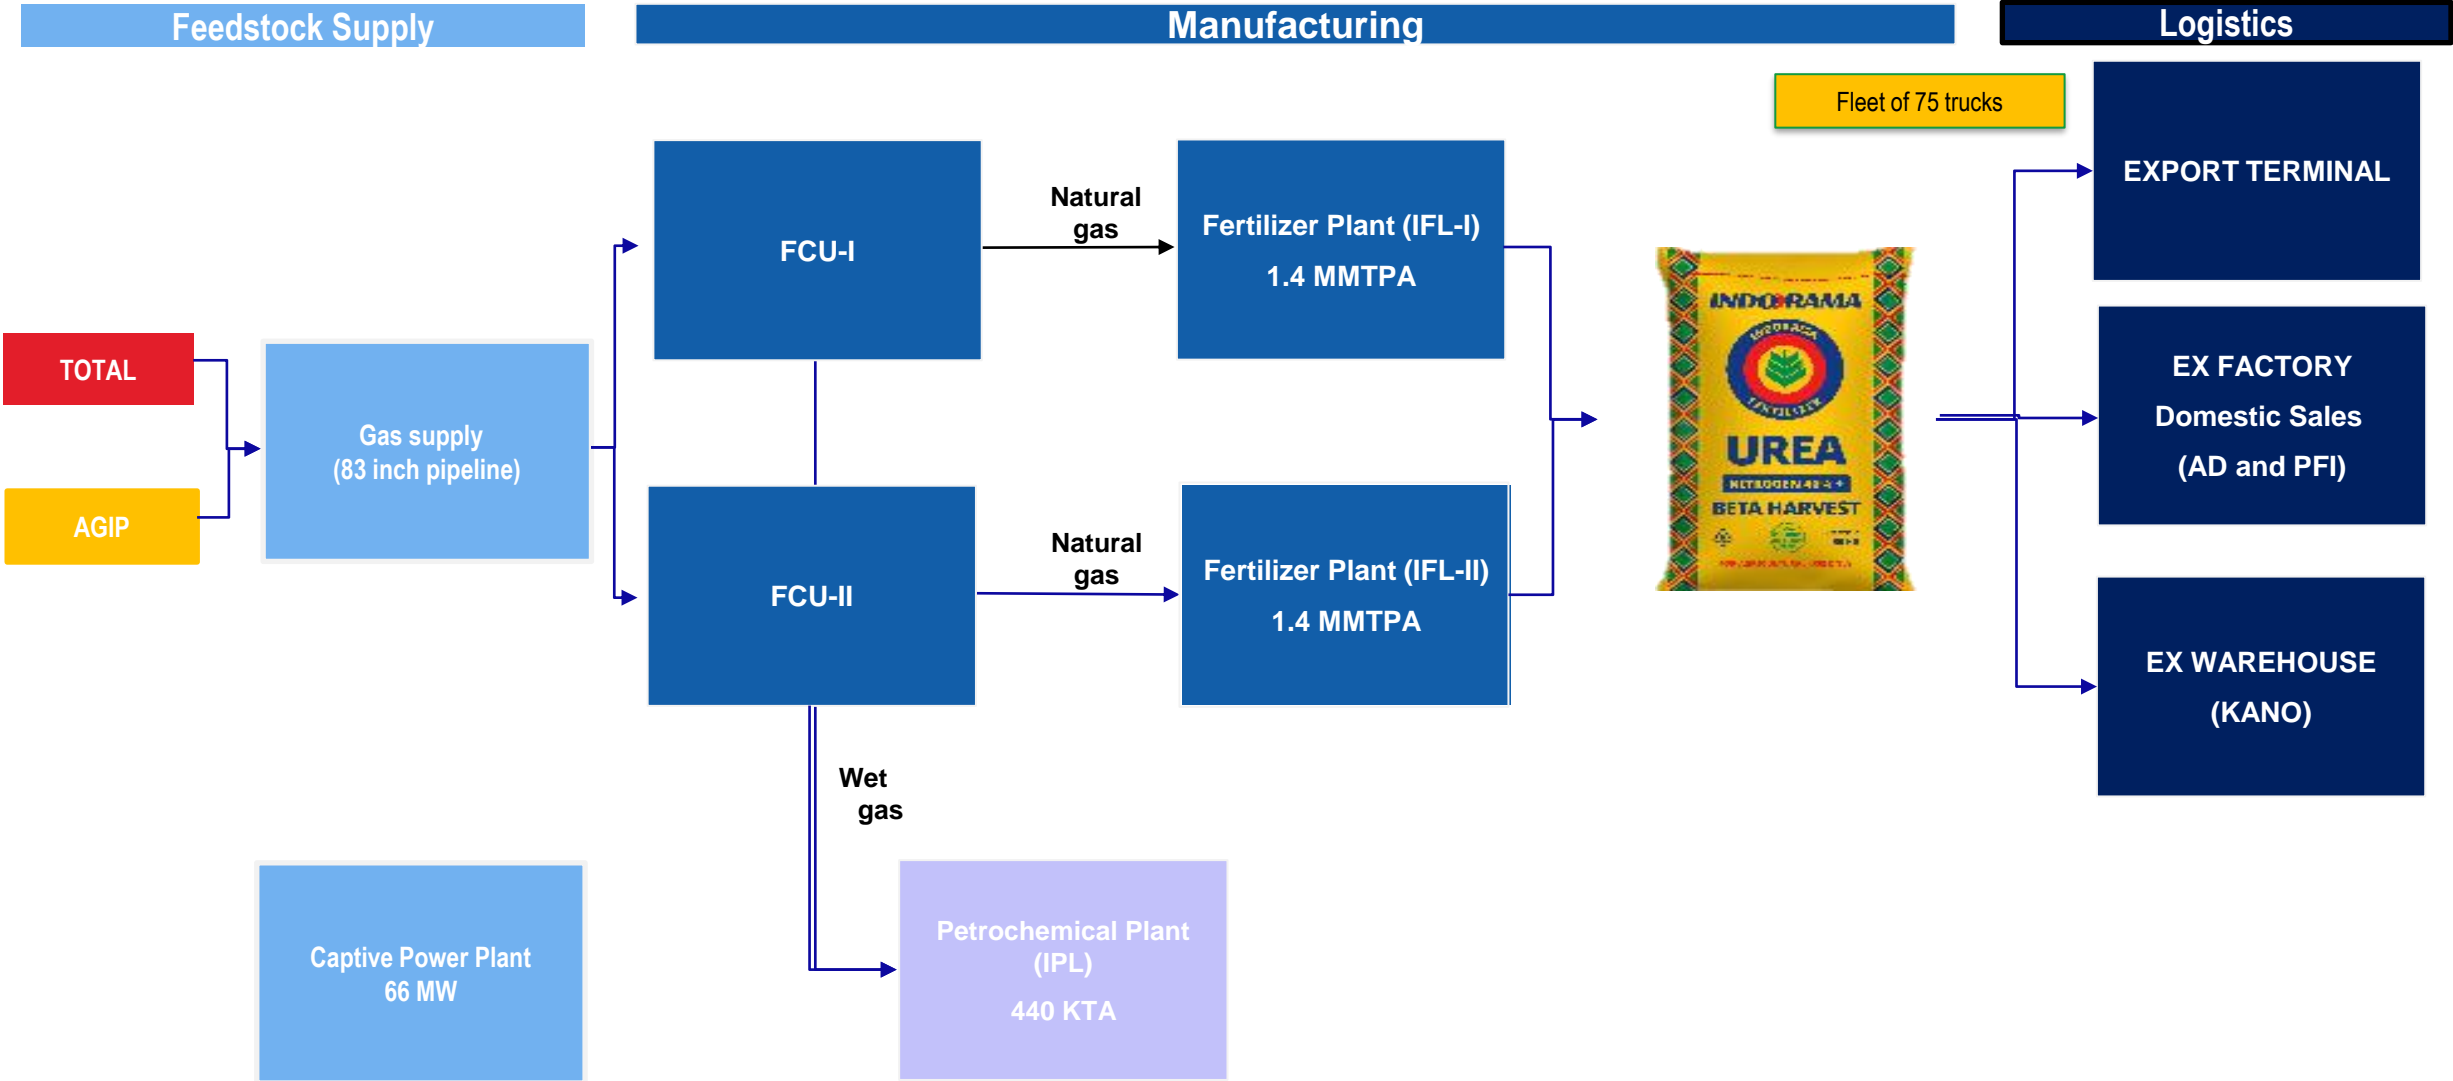 Feedstock Supply
Manufacturing
Logistics
Fleet of 75 trucks
TOTAL
AGIP
Gas supply
(83 inch pipeline)
Captive Power Plant
66 MW
FCU-I
FCU-II
Natural
gas
Natural
gas
Wet
gas
Fertilizer Plant (IFL-I)
1.4 MMTPA
Fertilizer Plant (IFL-II)
1.4 MMTPA
Petrochemical Plant
(IPL)
440 KTA
INDORAMA
INDORAMA
FERTILIZER
UREA
NITROGEN
BETA HARVEST
EXPORT TERMINAL
EX FACTORY
Domestic Sales
(AD and PFI)
EX WAREHOUSE
(KANO)